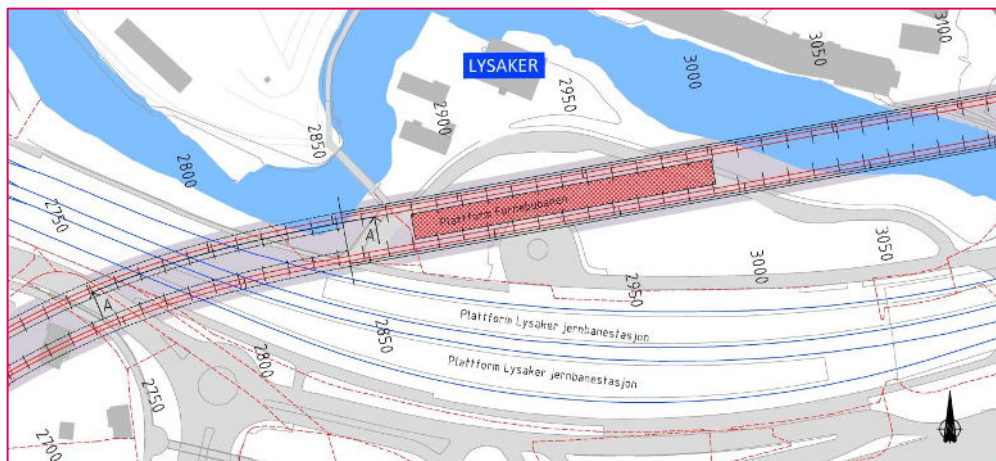 3050
3100
LYSAKER
3000
2950
2900
2850
2800
2750
Plattform Fornebubanen
A
A
3050
3000
2950
Plattform Lysaker jernbanestasjon
2850
Plattform Lysaker jernbanestasjon
2800
2750
2700